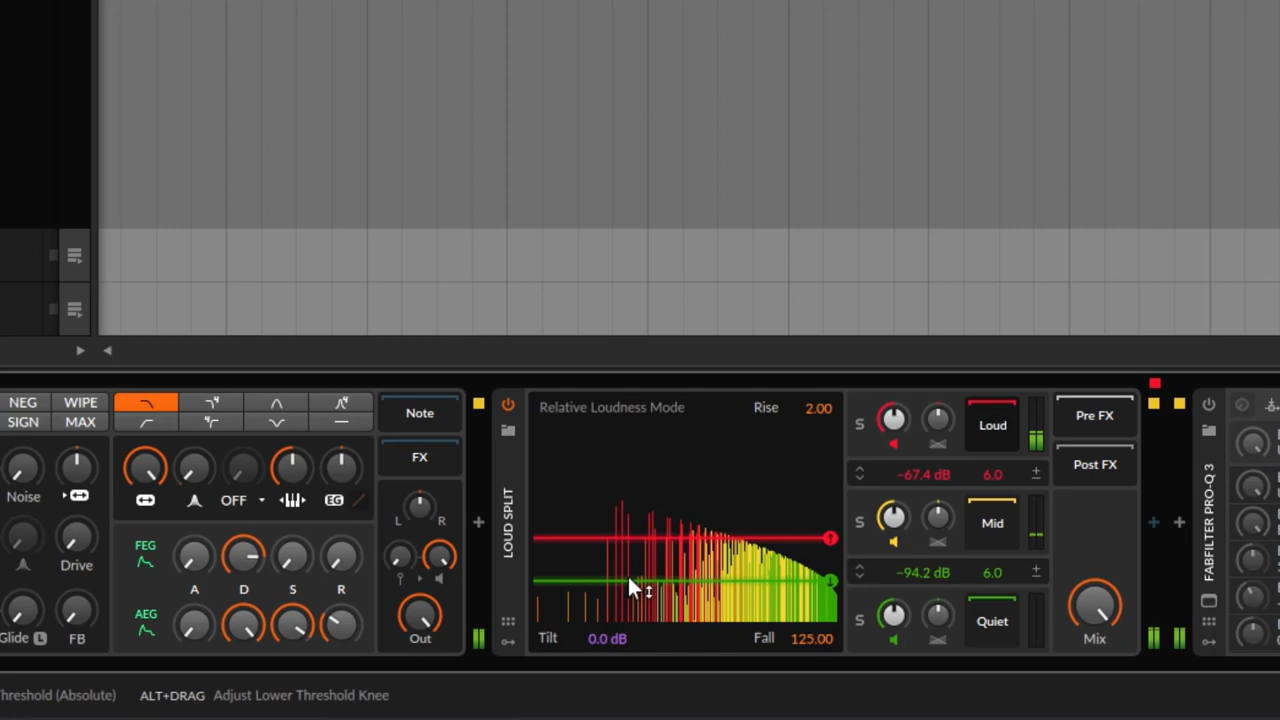 NEG WIPE
SIGN MAX
Noise
Drive
Glide L FB
OFF EG
FEG
A D S R
AEG
Note
FX
L R
Out
LOUD SPLIT
Relative Loudness Mode Rise 2.00
Tilt 0.0 dB Fall 125.00
S Loud
-67.4 dB 6.0
S Mid
-94.2 dB 6.0
S Quiet
Pre FX
Post FX
Mix
FABFILTER PRO-Q 3
hreshold (Absolute) ALT+DRAG Adjust Lower Threshold Knee